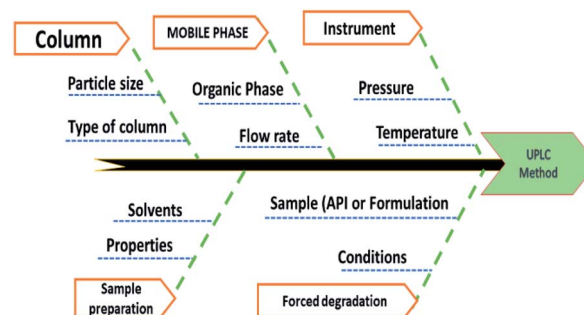 Column
MOBILE PHASE
Instrument
Particle size
Organic Phase
Pressure
Type of column
Flow rate
Temperature
UPLC
Method
Solvents
Sample (API or Formulation
Properties
Conditions
Sample
preparation
Forced degradation